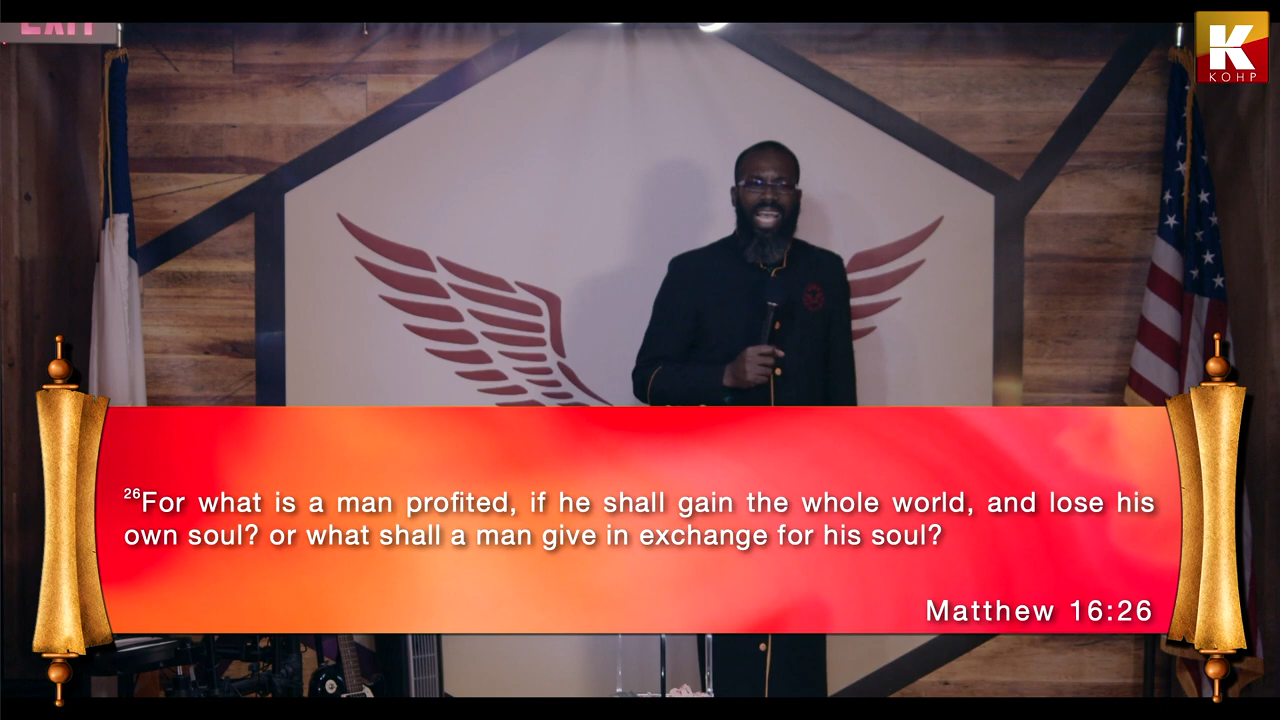 EXIT
K
KOHP
26For what is a man profited, if he shall gain the whole world, and lose his
own soul? or what shall a man give in exchange for his soul?
Matthew 16:26